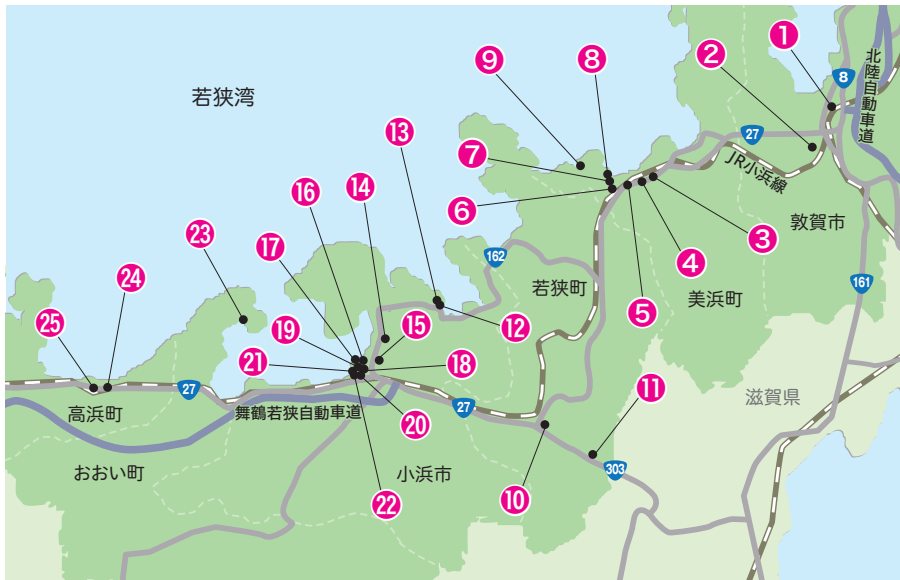 ①
②
8
北陸自動車道
⑨
⑧
若狭湾
⑬
27
JR小浜線
⑦
⑯
⑭
⑥
敦賀市
㉓
⑰
162
若狭町
④
③
161
㉔
美浜町
㉕
⑲
⑮
⑫
⑤
㉑
⑱
27
高浜町
舞鶴若狭自動車道
27
⑪
滋賀県
⑳
おおい町
小浜市
303
㉒
⑩